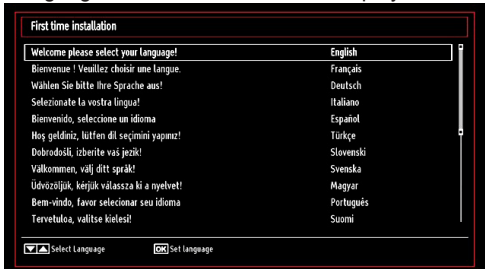 First time installation
Welcome please select your language! English
Bienvenue ! Veuillez choisir une langue. Français
Wählen Sie bitte Ihre Sprache aus! Deutsch
Selezionate la vostra lingua! Italiano
Bienvenido, seleccione un idioma Español
Hoş geldiniz, lütfen dil seçimini yapınız! Türkçe
Dobrodošli, izberite vaš jezik! Slovenski
Välkommen, välj ditt språk! Svenska
Üdvözöljük, kérjük válassza ki a nyelvet! Magyar
Bem-vindo, favor selecionar seu idioma Português
Tervetuloa, valitse kielesi! Suomi
Select Language OK Set language